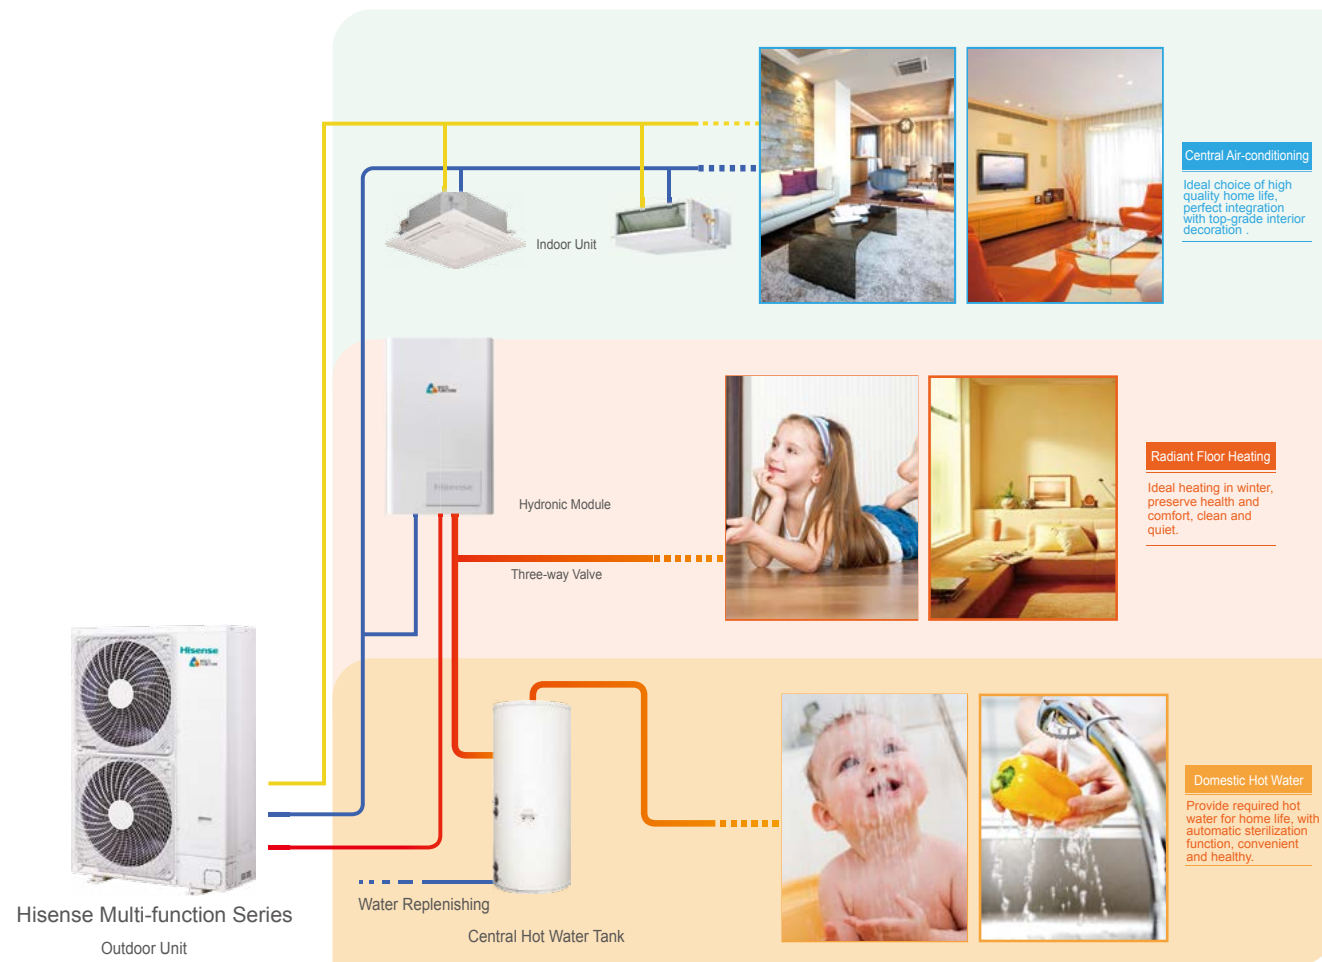 Central Air-conditioning
Ideal choice of high
quality home life,
perfect integration
with top-grade interior
decoration .
Indoor Unit
Hisense
Hydronic Module
Three-way Valve
Radiant Floor Heating
Ideal heating in winter,
preserve health and
comfort, clean and
quiet.
Hisense
Domestic Hot Water
Provide required hot
water for home life, with
automatic sterilization
function, convenient
and healthy.
Water Replenishing
Central Hot Water Tank
Hisense Multi-function Series
Outdoor Unit